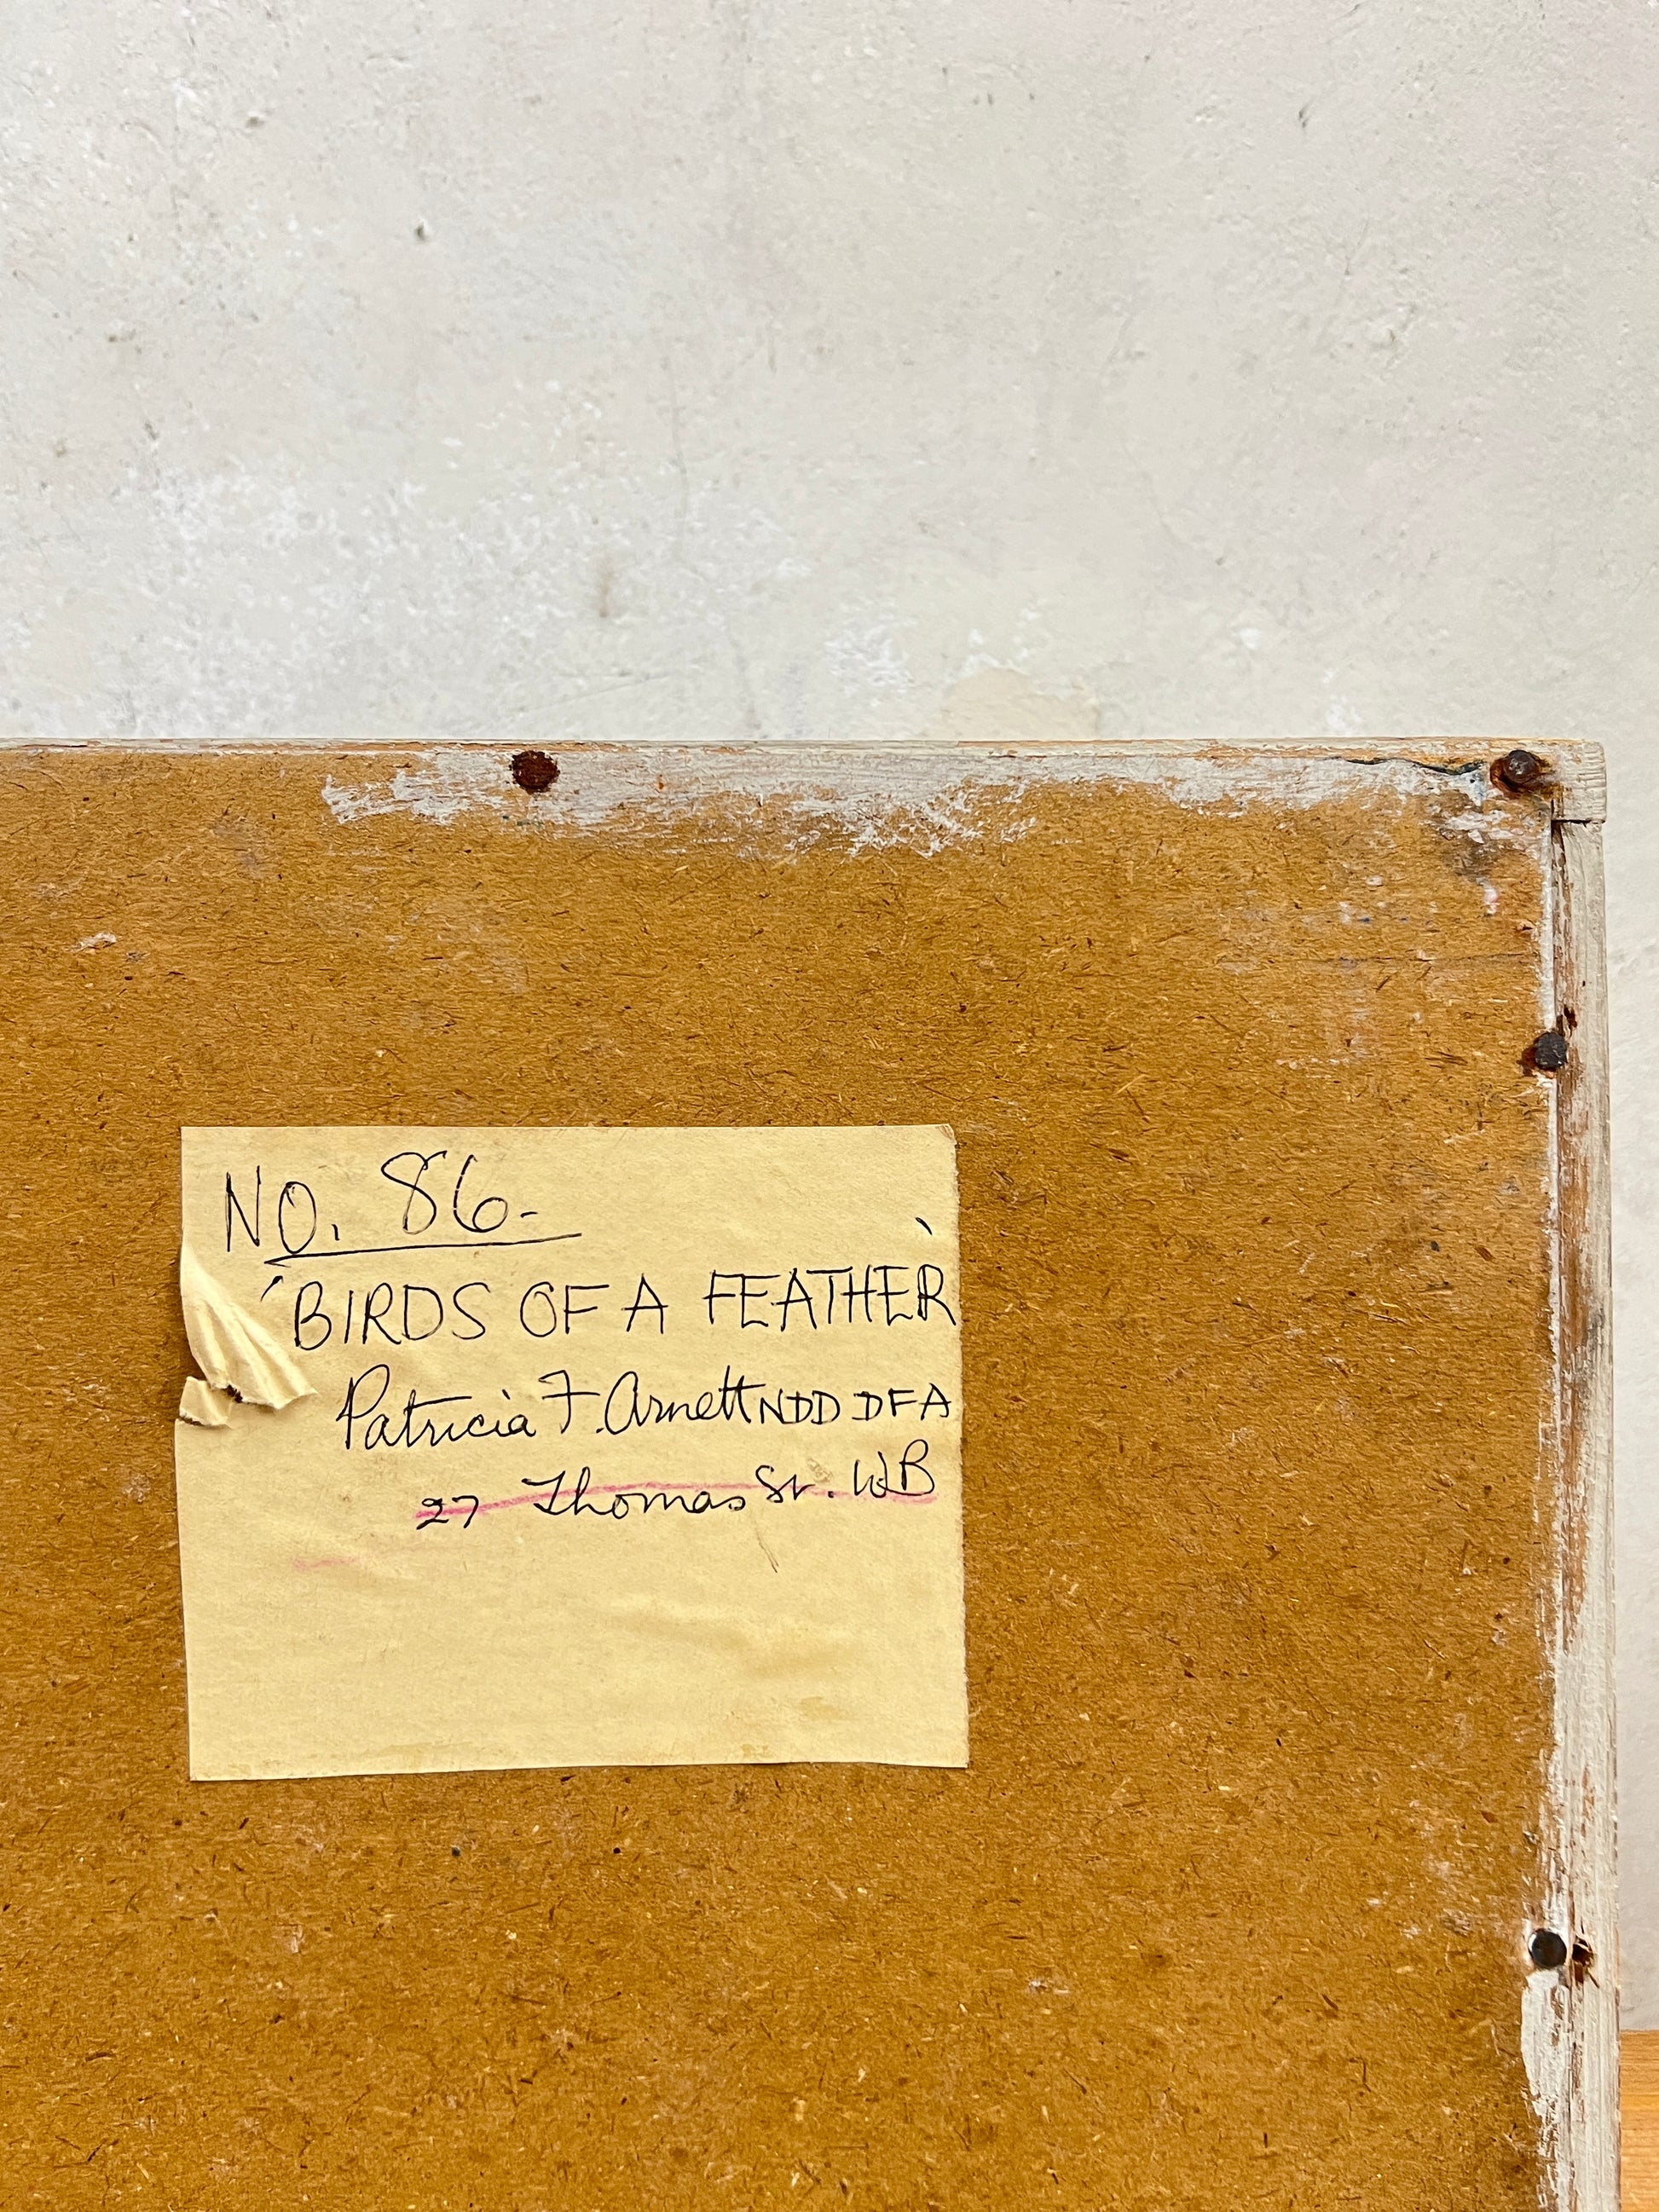 NO. 86.
'BIRDS OF A FEATHER'
Patricia F. Arnett NDD DFA
27 Thomas St. WB